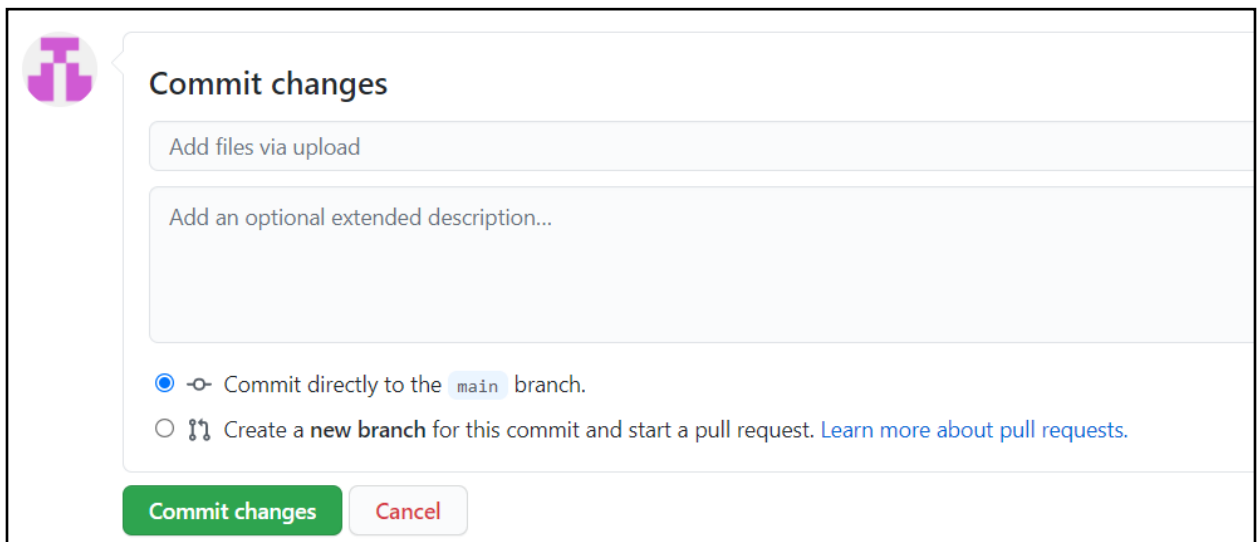 Commit changes
Add files via upload
Add an optional extended description...
Commit directly to the main branch.
Create a new branch for this commit and start a pull request. Learn more about pull requests.
Commit changes
Cancel